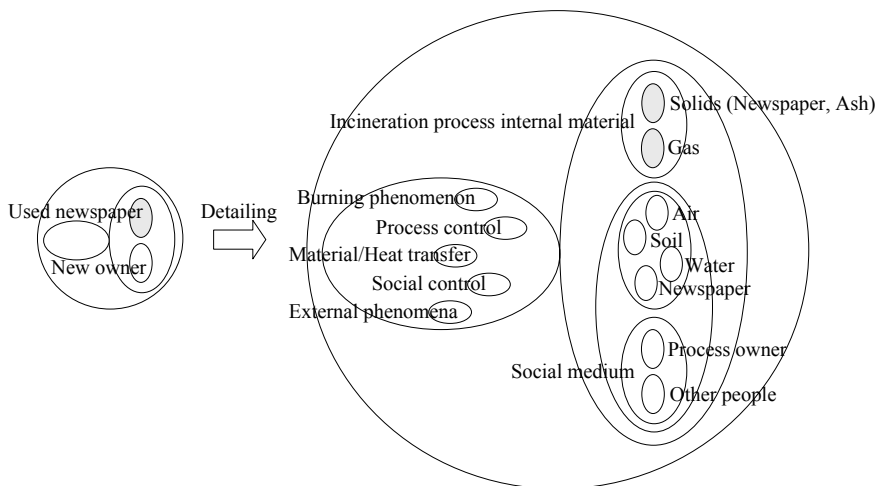 Used newspaper
New owner
Detailing
Incineration process internal material
Solids (Newspaper, Ash)
Gas
Burning phenomenon
Process control
Material/Heat transfer
Social control
External phenomena
Air
Soil
Water
Newspaper
Social medium
Process owner
Other people